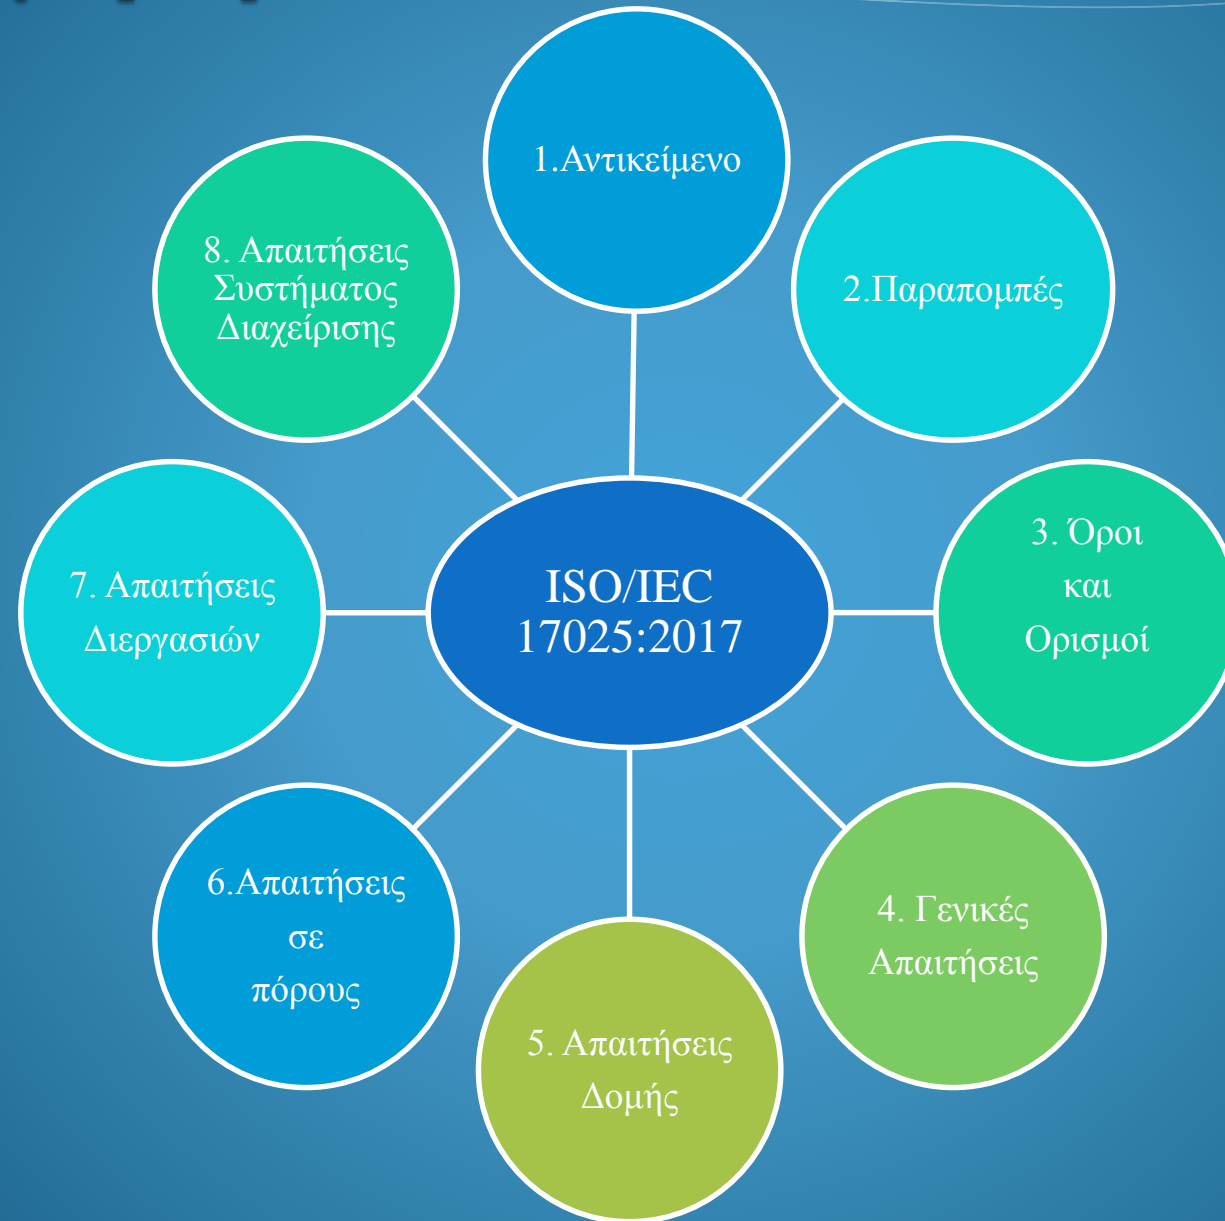 1.Αντικείμενο
2.Παραπομπές
3. Όροι
και
Ορισμοί
4. Γενικές
Απαιτήσεις
5. Απαιτήσεις
Δομής
6.Απαιτήσεις
σε
πόρους
7. Απαιτήσεις
Διεργασιών
8. Απαιτήσεις
Συστήματος
Διαχείρισης
ISO/IEC
17025:2017